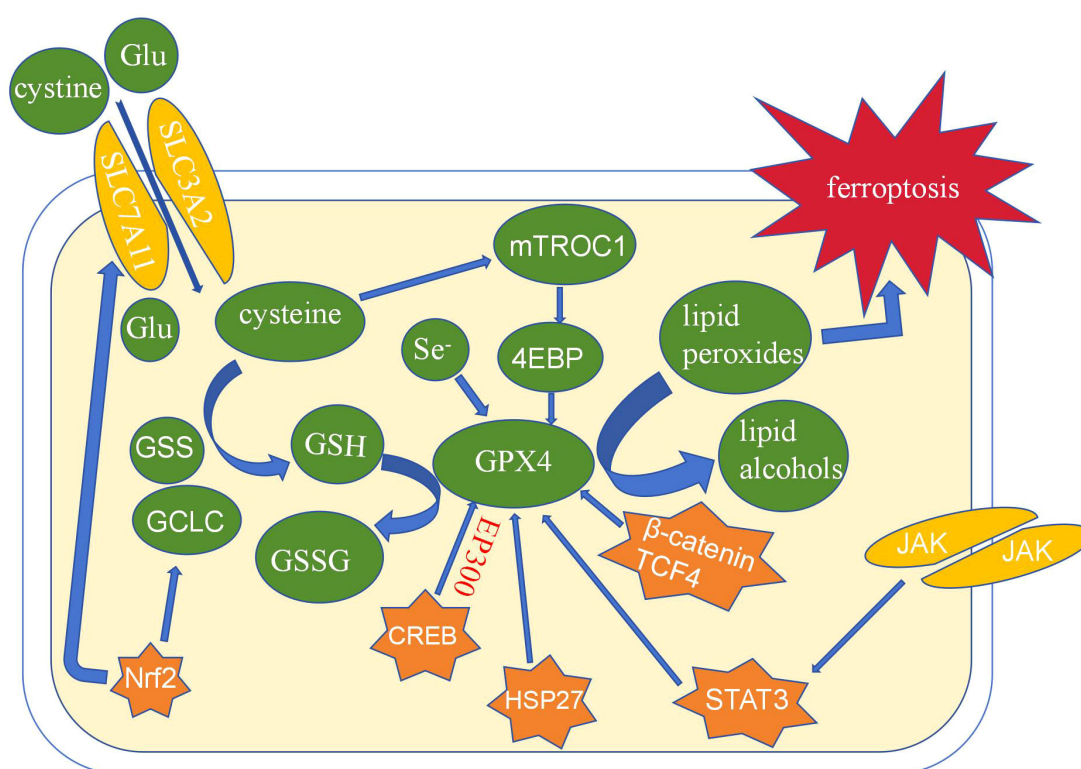 Glu
cystine
SLC7A11
SLC3A2
ferroptosis
mTROC1
cysteine
Glu
Se⁻
4EBP
lipid
peroxides
GSS
GSH
GPX4
lipid
alcohols
GCLC
GSSG
EP300
β-catenin
TCF4
JAK
JAK
CREB
Nrf2
HSP27
STAT3